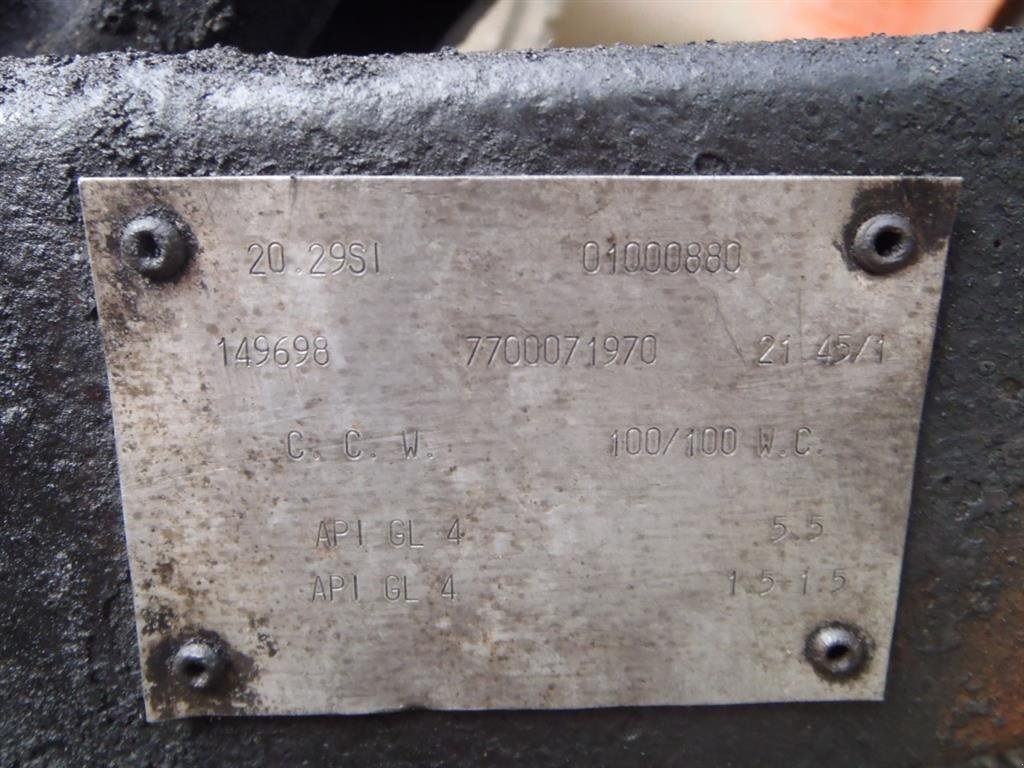 20.29SI 01000880
149698 7700071970 21 45/1
C. C. W. 100/100 W.C.
API GL 4 5.5
API GL 4 1.5-1.5